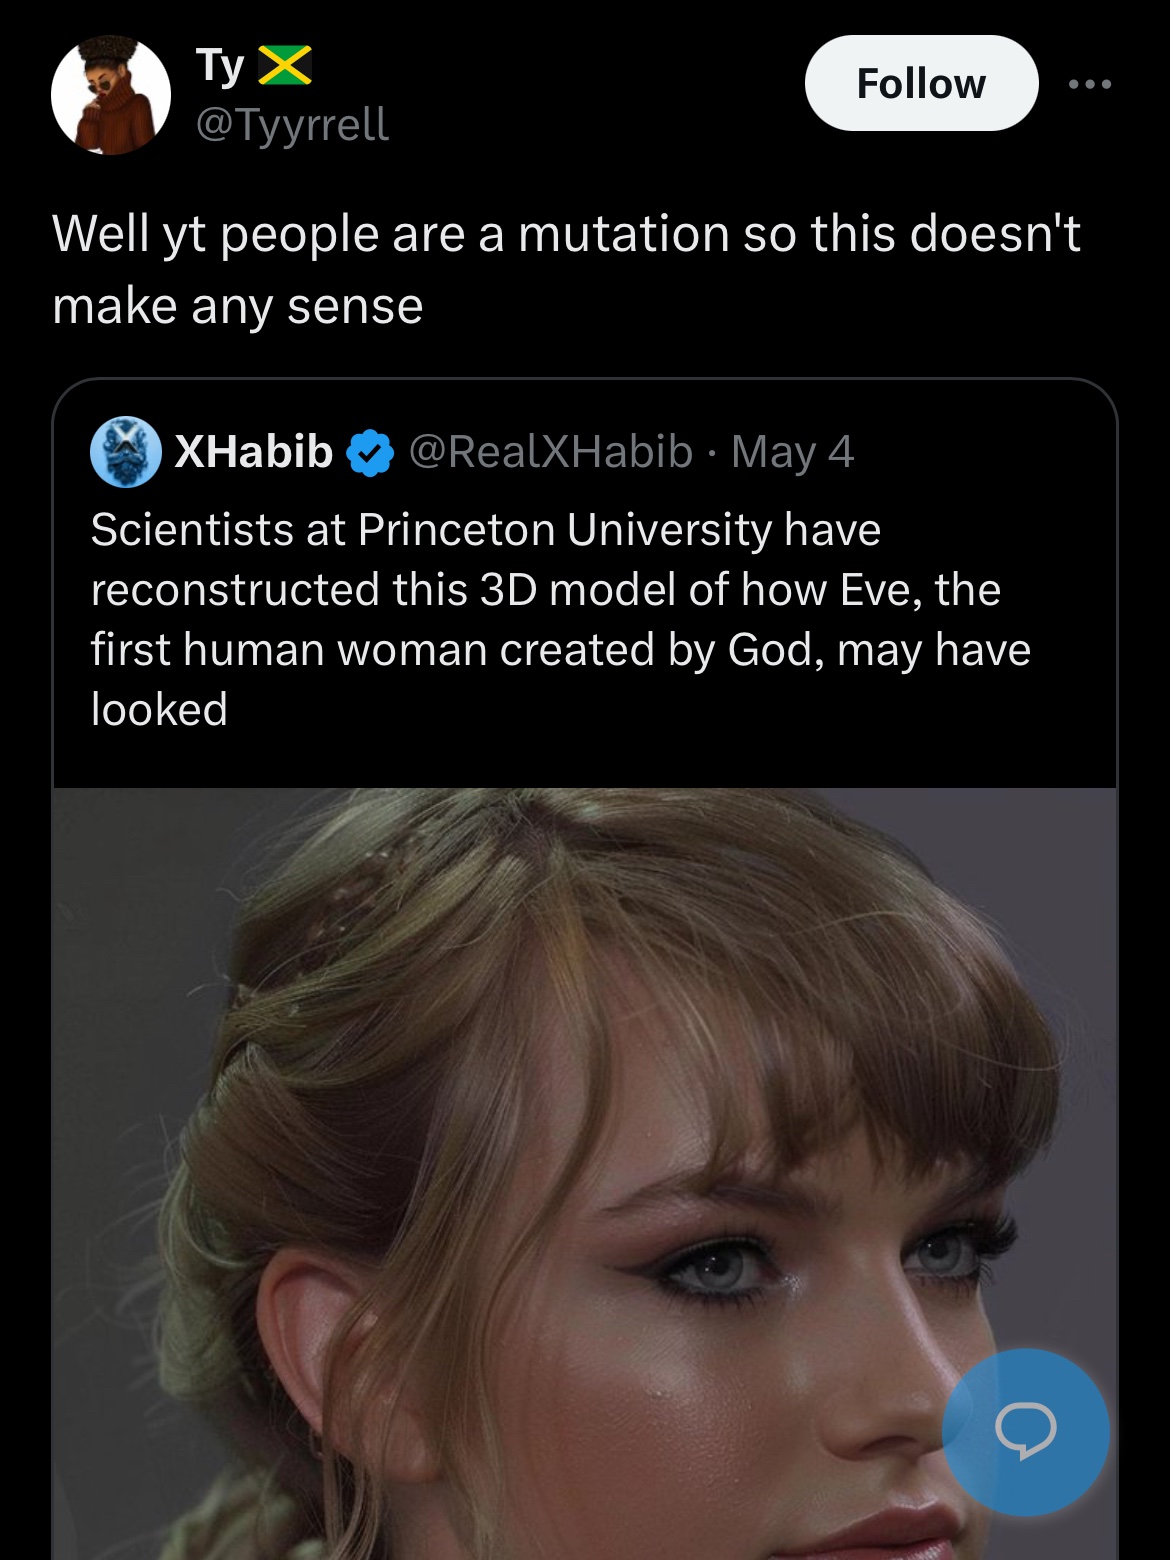 Ty 🇯🇲
@Tyyrrell
Follow
Well yt people are a mutation so this doesn't
make any sense
XHabib @RealXHabib · May 4
Scientists at Princeton University have
reconstructed this 3D model of how Eve, the
first human woman created by God, may have
looked